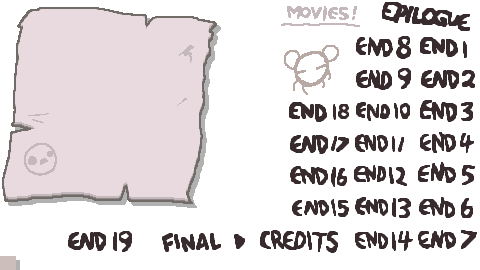 MOVIES! EPILOGUE
END 8 END 1
END 9 END 2
END 18 END 10 END 3
END 17 END 11 END 4
END 16 END 12 END 5
END 15 END 13 END 6
END 19 FINAL CREDITS END 14 END 7